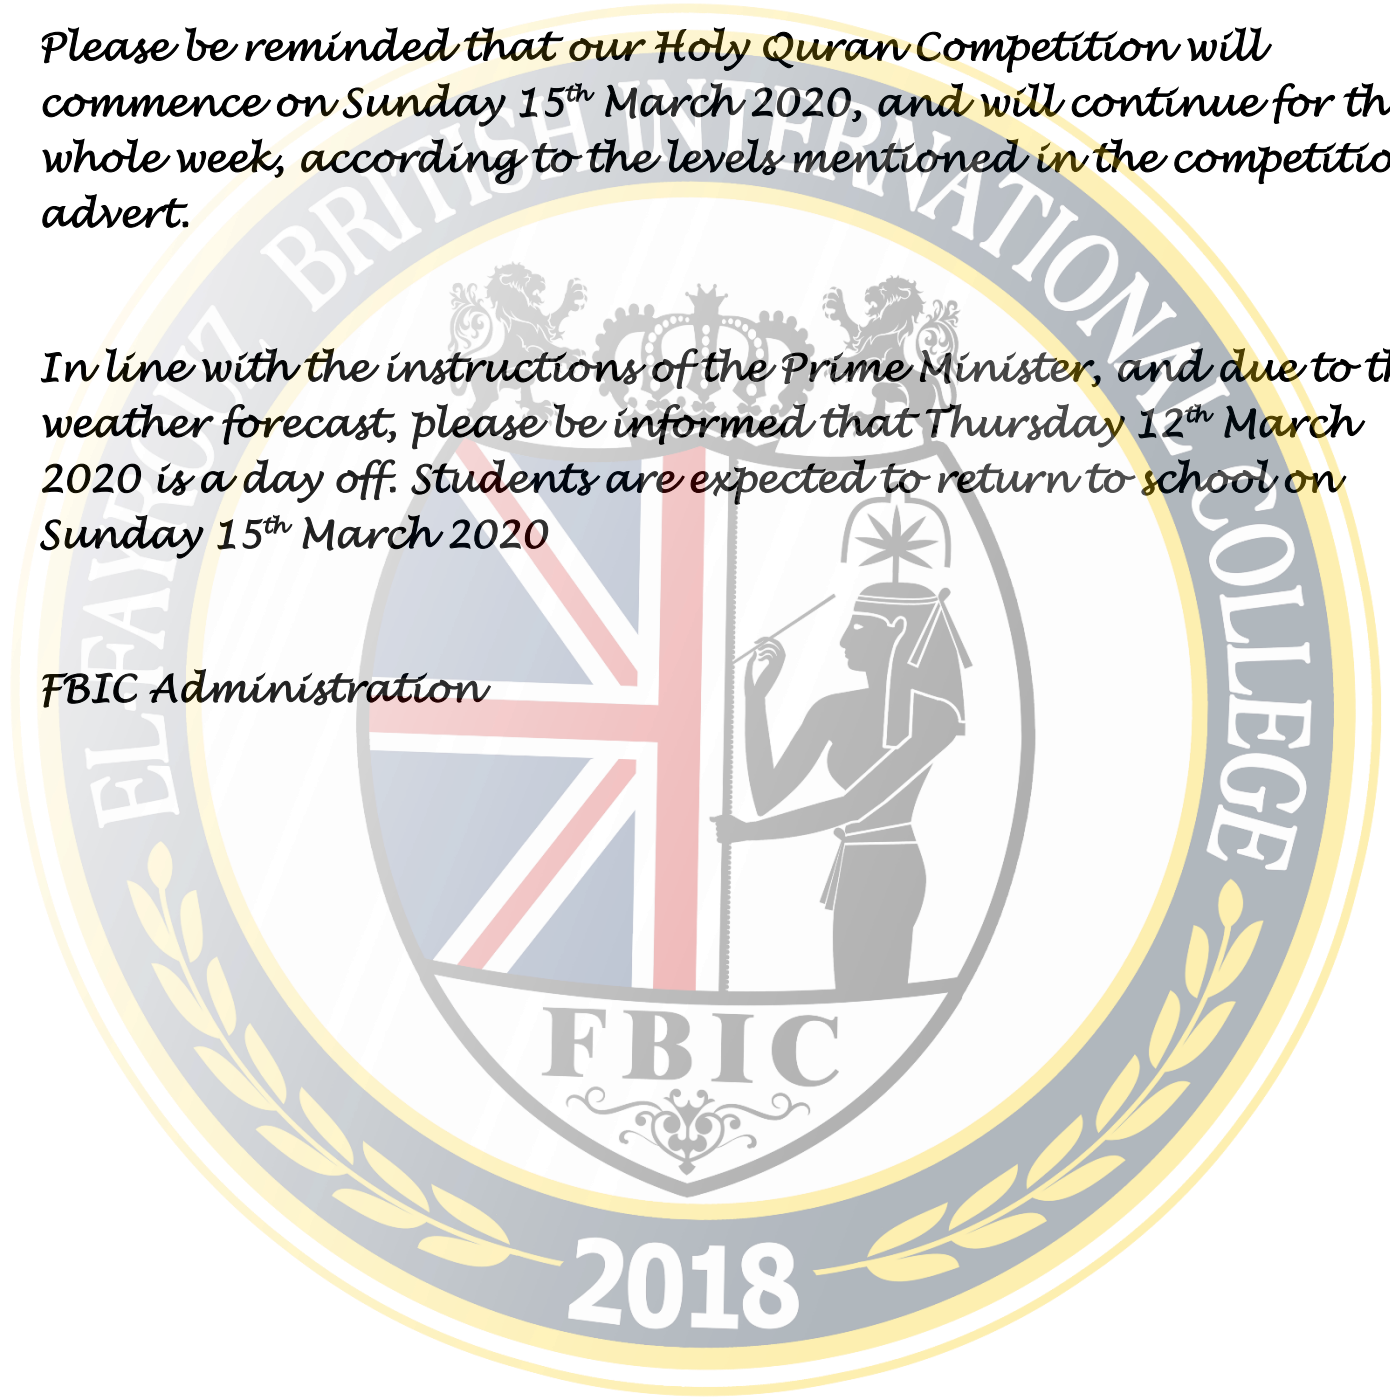 Please be reminded that our Holy Quran Competition will
commence on Sunday 15th March 2020, and will continue for th
whole week, according to the levels mentioned in the competitio
advert.
In line with the instructions of the Prime Minister, and due to th
weather forecast, please be informed that Thursday 12th March
2020 is a day off. Students are expected to return to school on
Sunday 15th March 2020
FBIC Administration
ELFAYROUZ BRITISH INTERNATIONAL COLLEGE
FBIC
2018